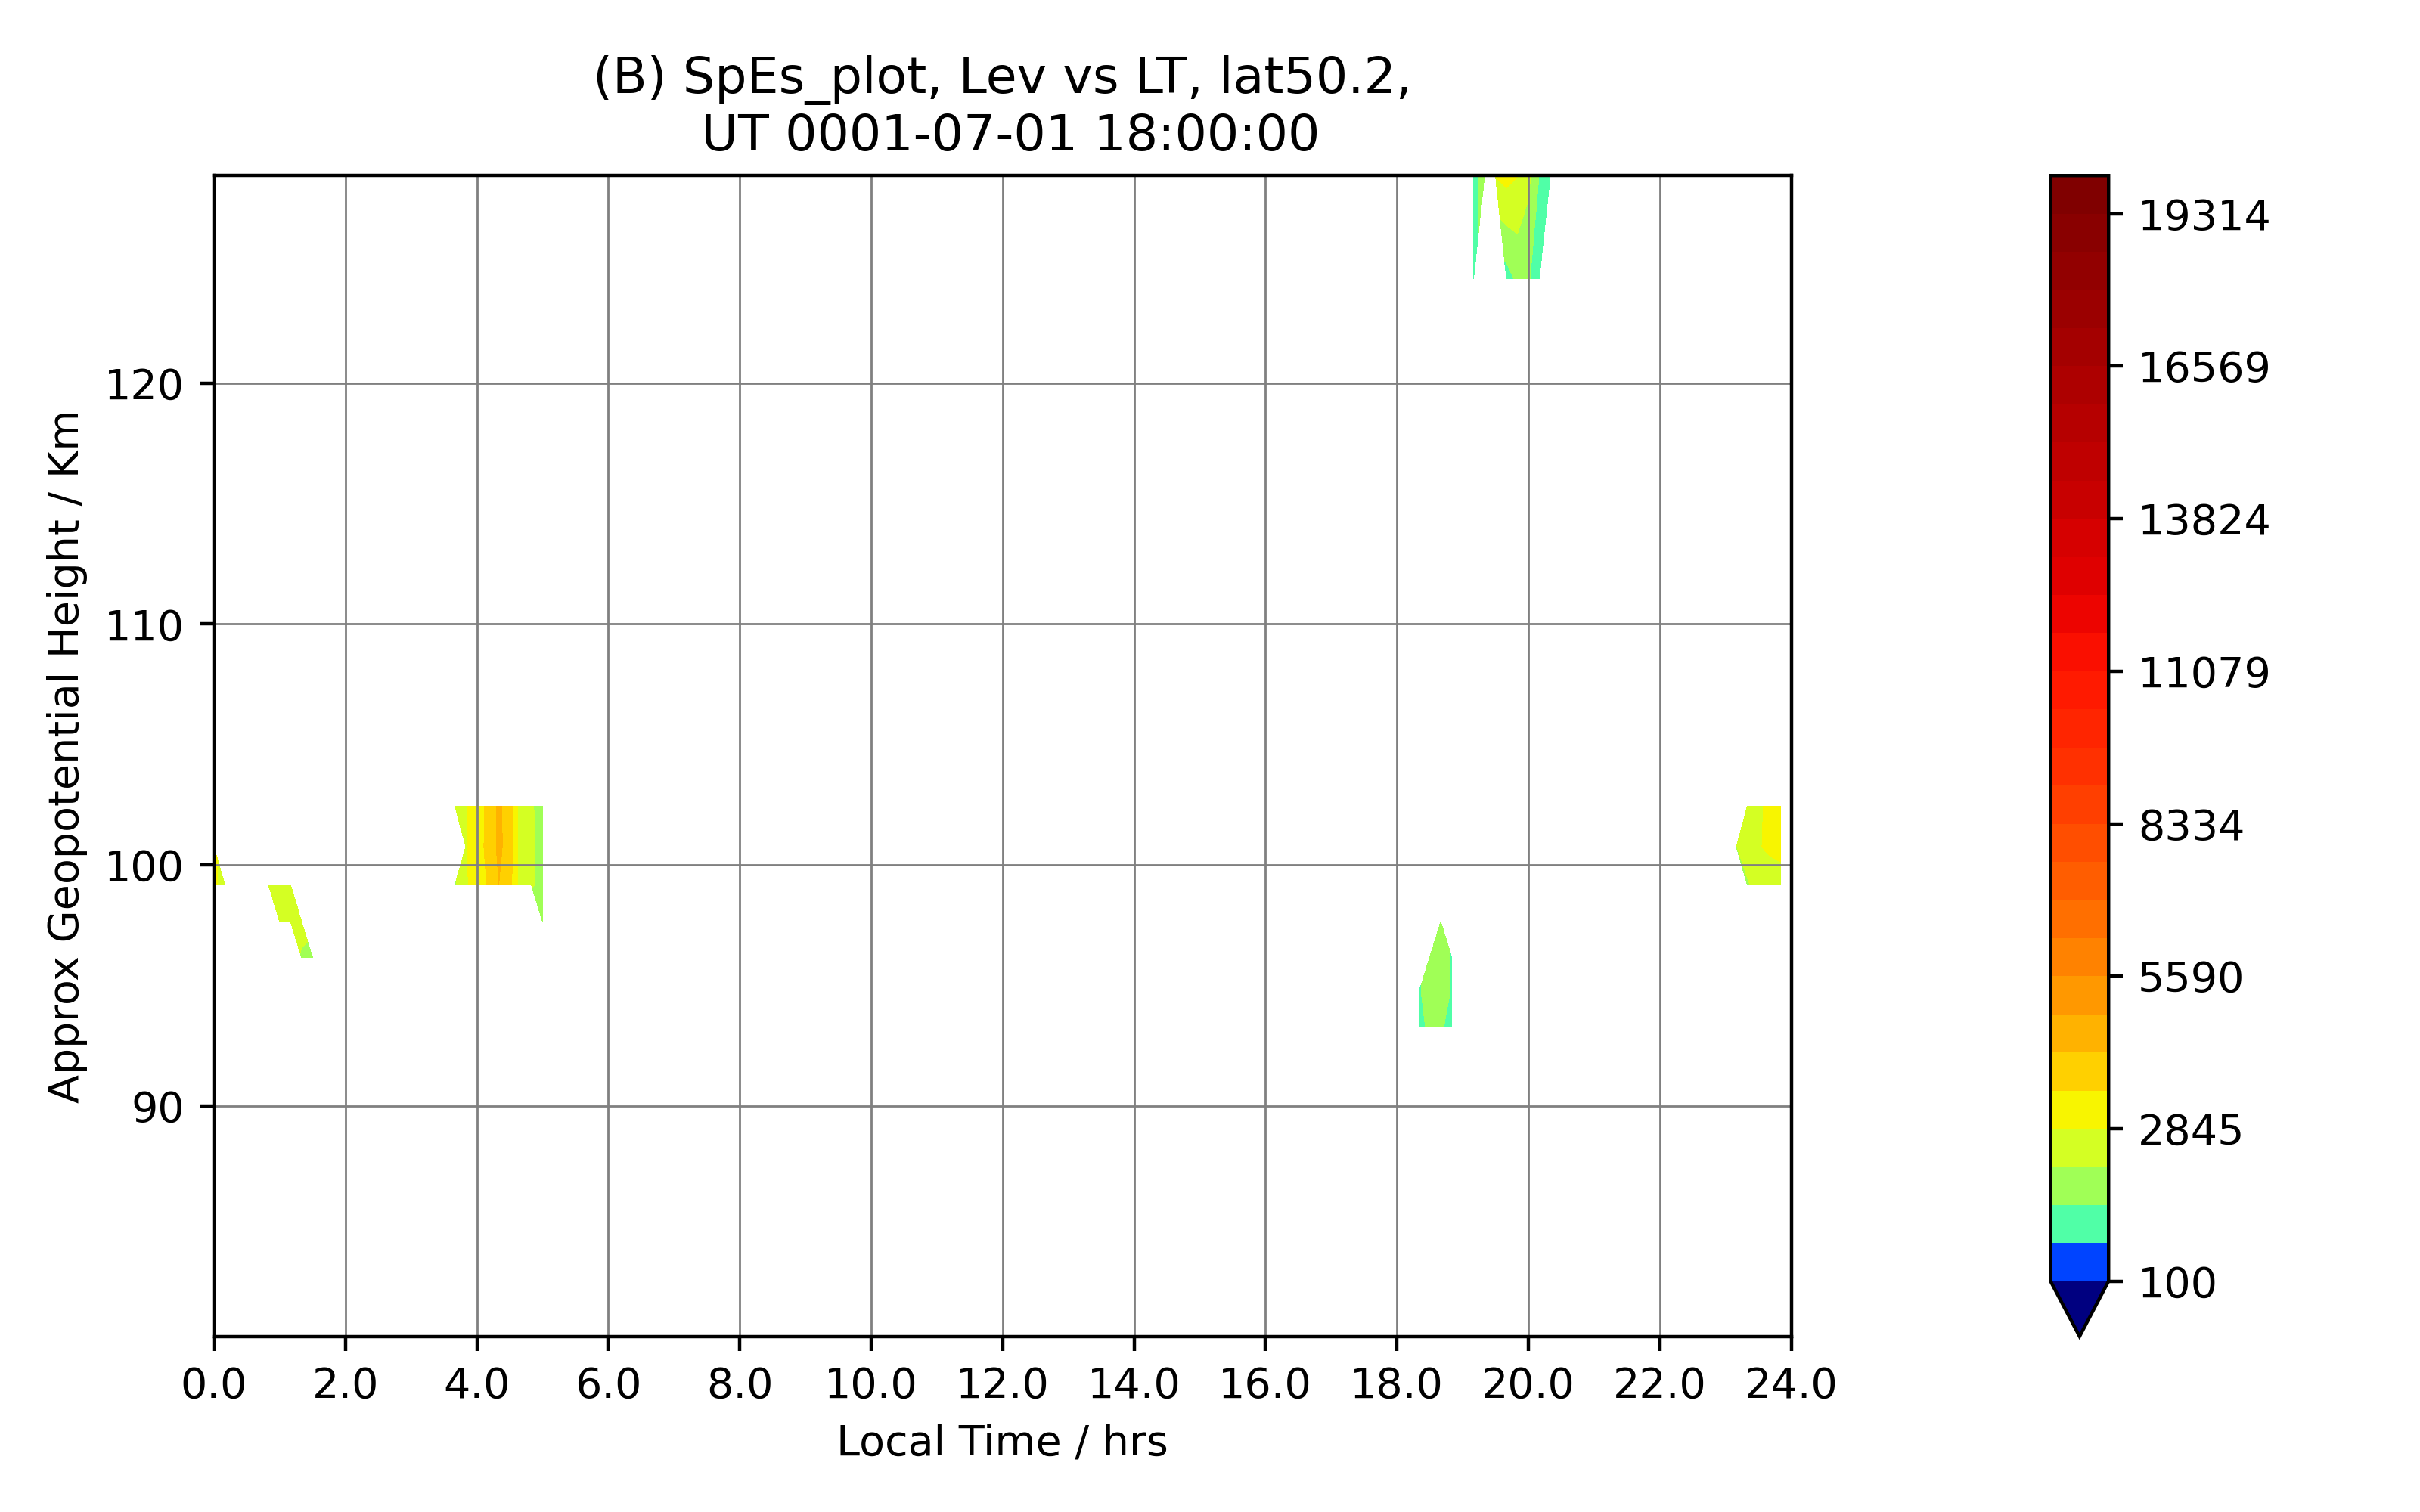 (B) SpEs_plot, Lev vs LT, lat50.2,
UT 0001-07-01 18:00:00
Approx Geopotential Height / Km
120
110
100
90
0.0 2.0 4.0 6.0 8.0 10.0 12.0 14.0 16.0 18.0 20.0 22.0 24.0
Local Time / hrs
19314
16569
13824
11079
8334
5590
2845
100